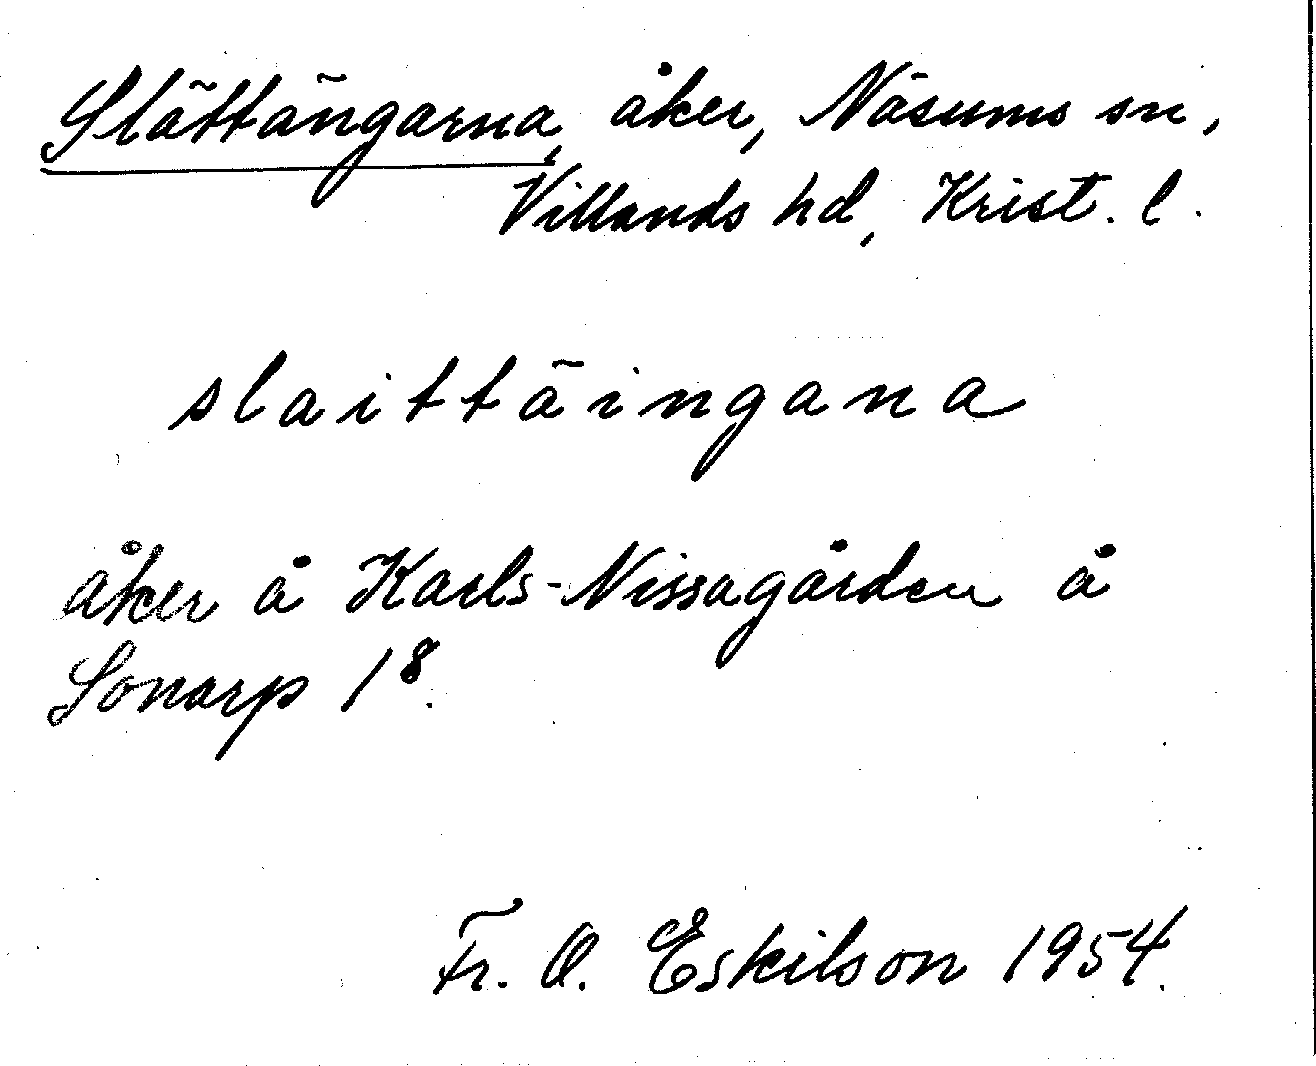 Slättängarna, åker, Näsums sn,
Villands hd, Krist. l.
slaittäingana
åker å Karls-Nissagården å
Sonarp 1⁸.
Fr. O. Eskilson 1954.